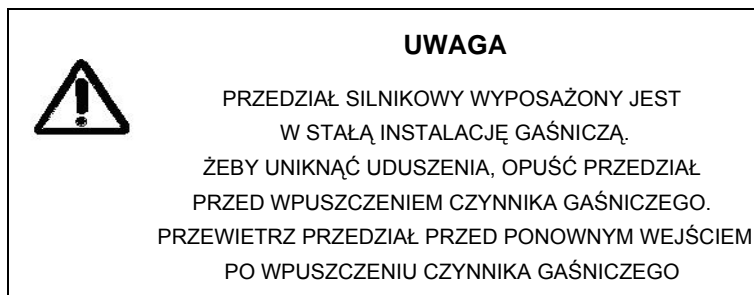 UWAGA
PRZEDZIAŁ SILNIKOWY WYPOSAŻONY JEST
W STAŁĄ INSTALACJĘ GAŚNICZĄ.
ŻEBY UNIKNĄĆ UDUSZENIA, OPUŚĆ PRZEDZIAŁ
PRZED WPUSZCZENIEM CZYNNIKA GAŚNICZEGO.
PRZEWIETRZ PRZEDZIAŁ PRZED PONOWNYM WEJŚCIEM
PO WPUSZCZENIU CZYNNIKA GAŚNICZEGO